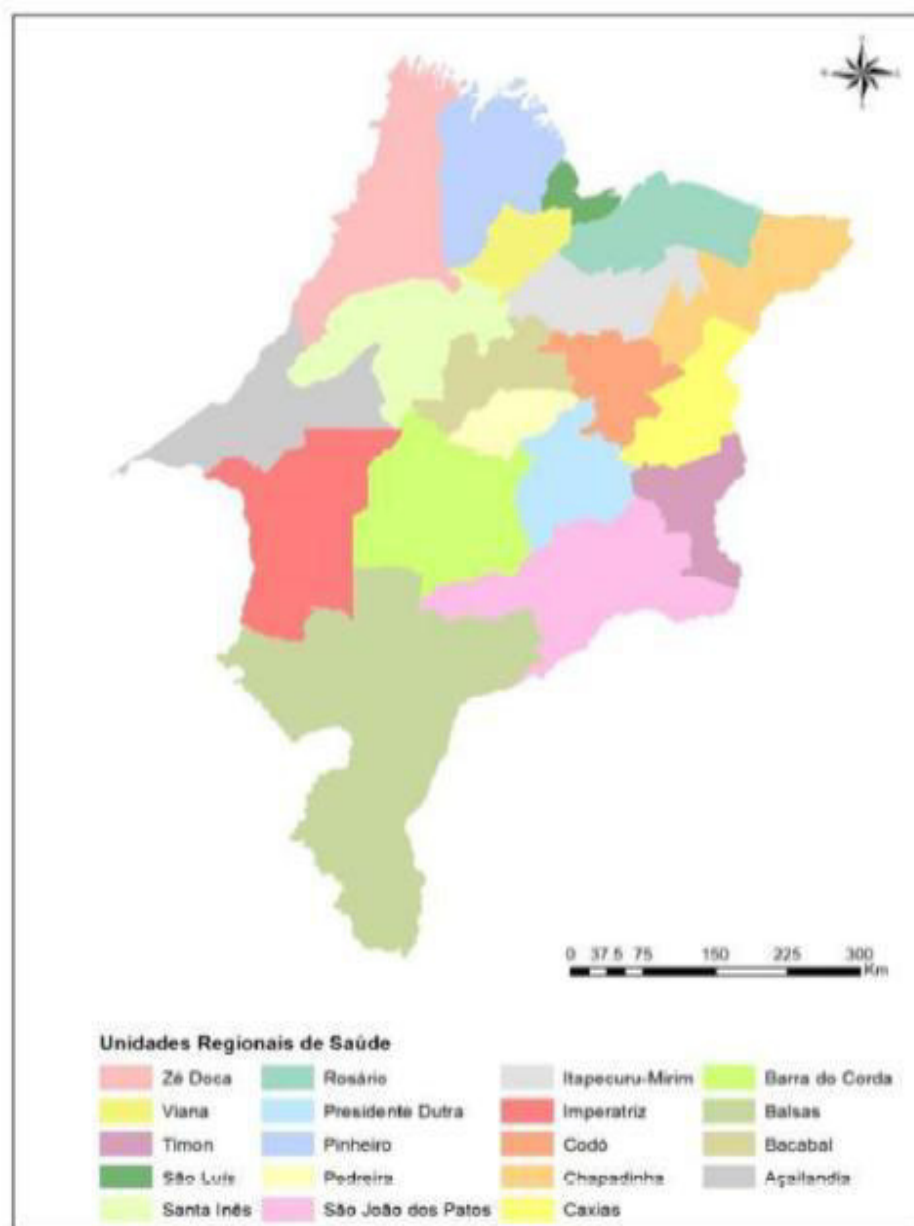 0 37.5 75 150 225 300
Km
Unidades Regionais de Saúde
Zé Doca
Viana
Timon
São Luís
Santa Inês
Rosário
Presidente Dutra
Pinheiro
Pedreira
São João dos Patos
Itapecuru-Mirim
Imperatriz
Codó
Chapadinha
Caxias
Barra do Corda
Balsas
Bacabal
Açailandia